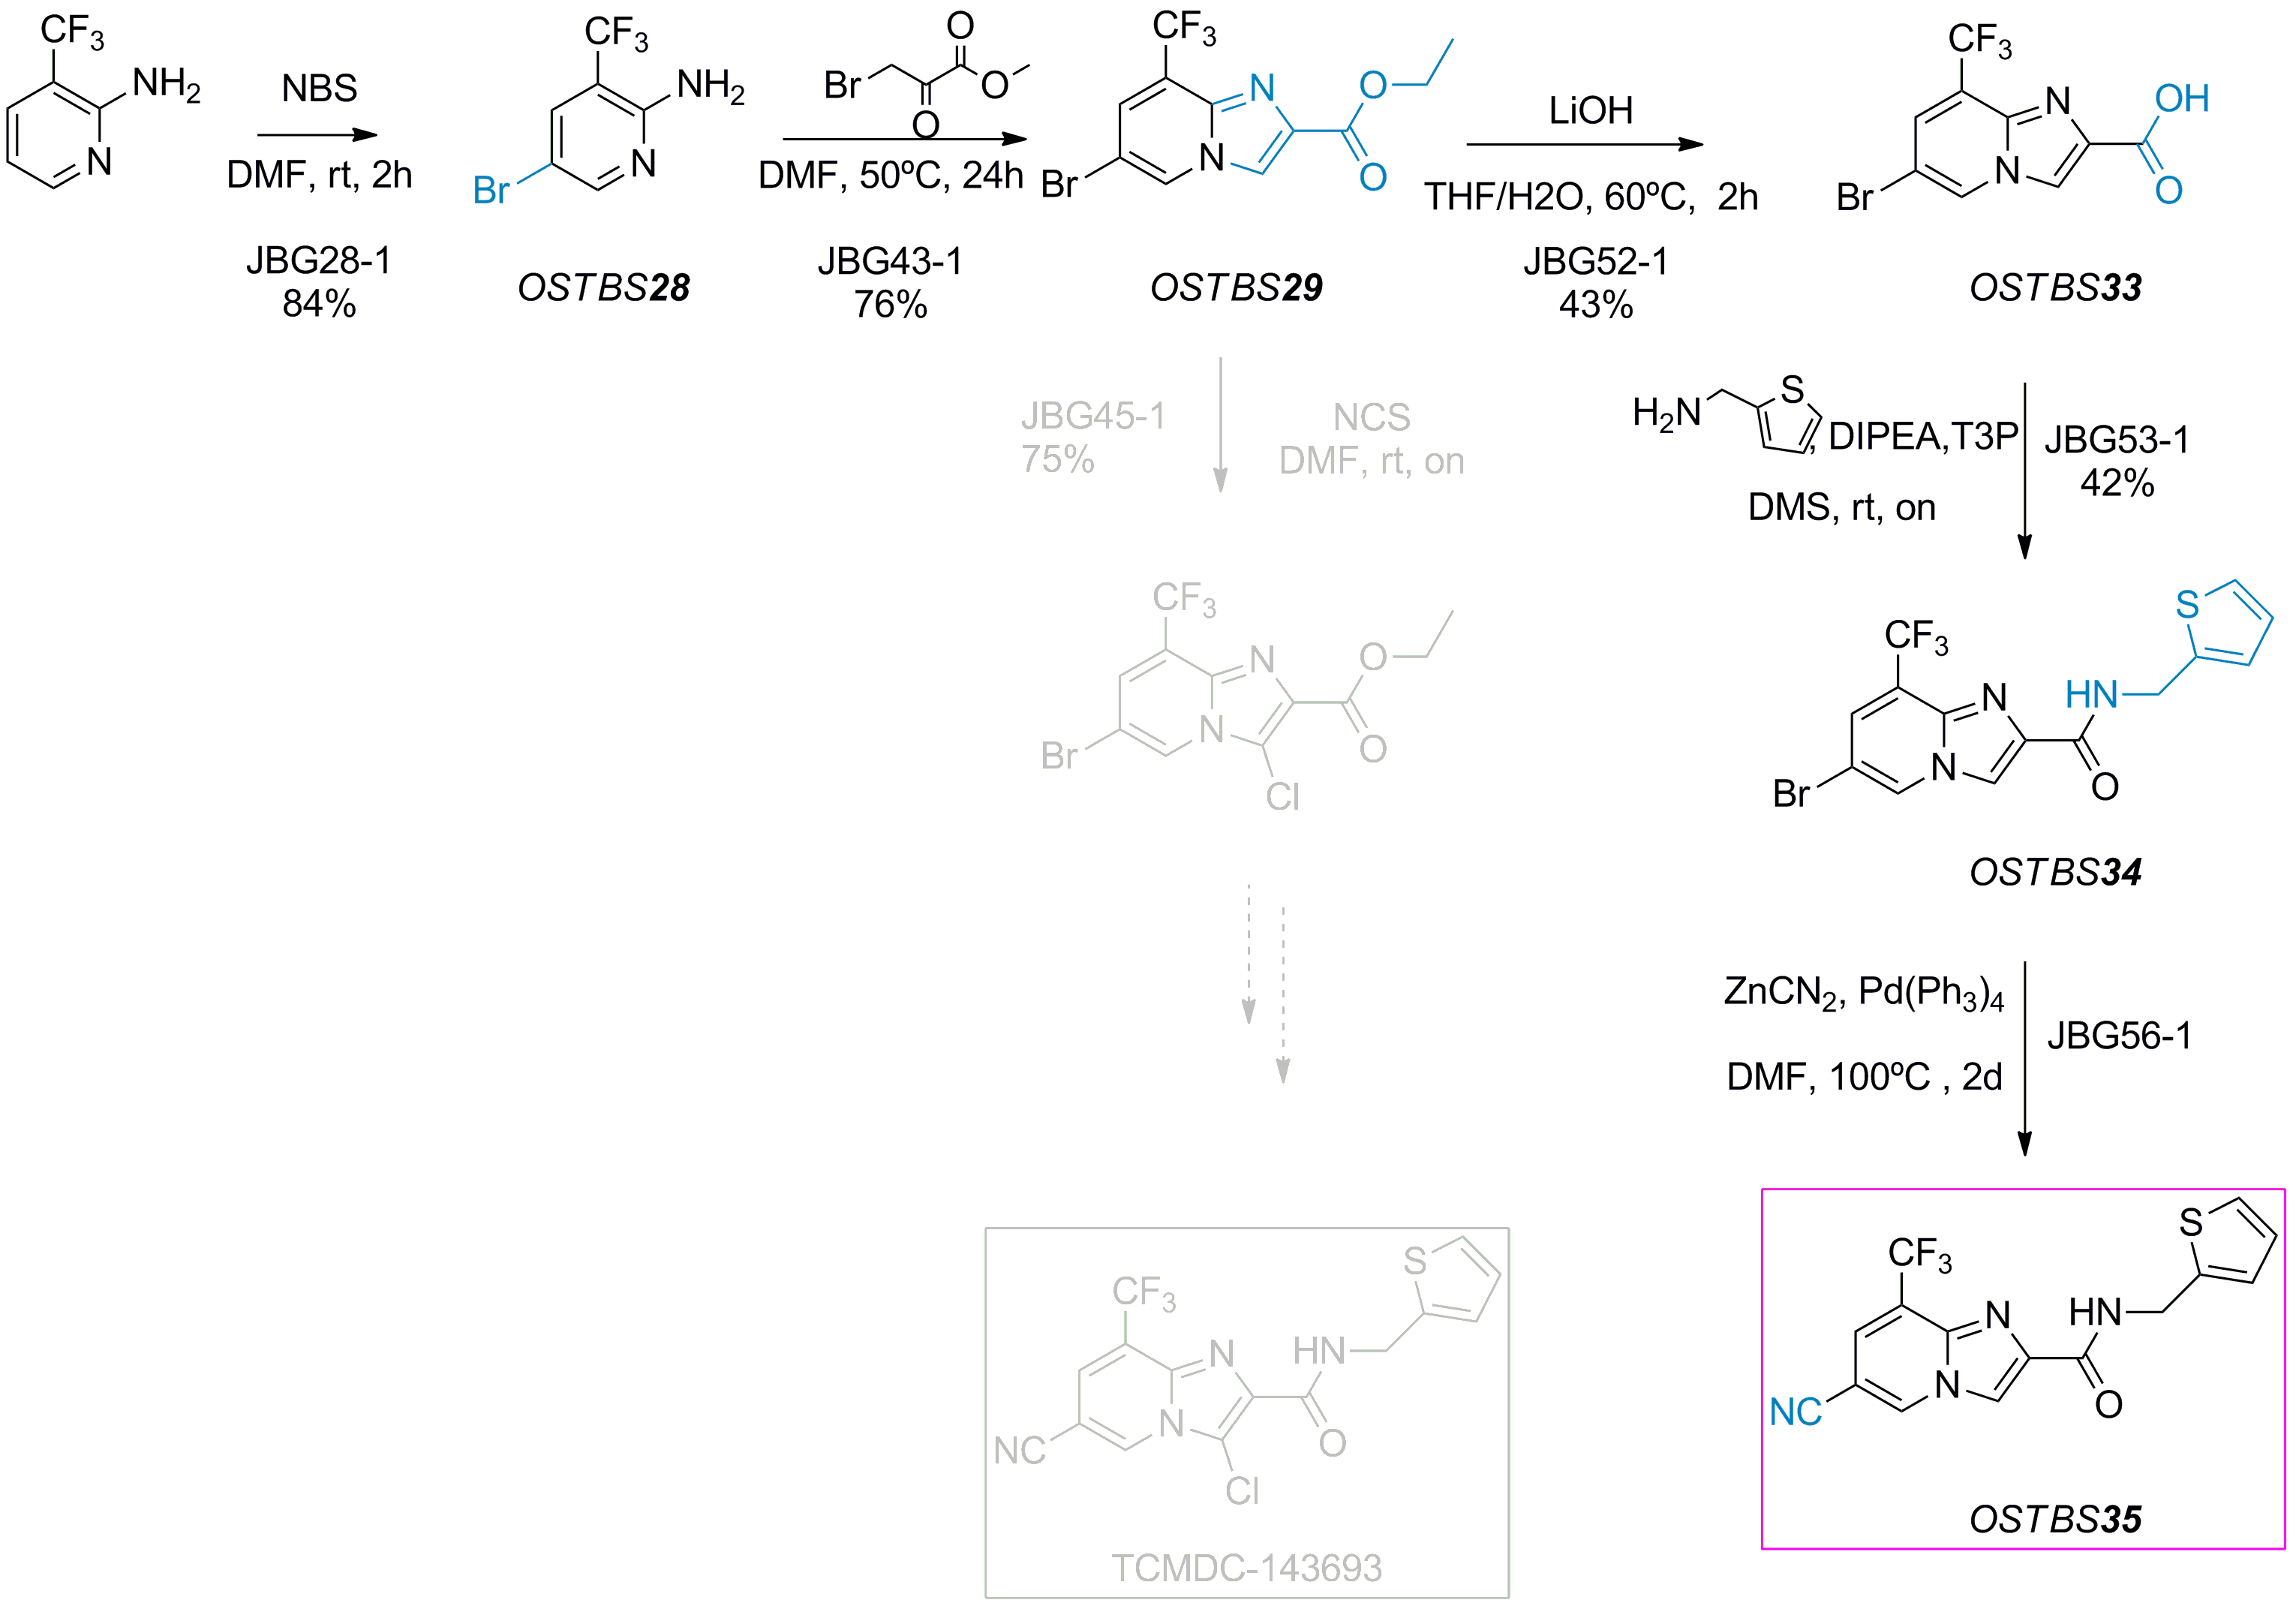 CF3
NH2
N
NBS
DMF, rt, 2h
JBG28-1
84%
CF3
NH2
N
Br
OSTBS28
O
Br
O
O
DMF, 50ºC, 24h
JBG43-1
76%
CF3
N
O
N
O
Br
OSTBS29
LiOH
THF/H2O, 60ºC, 2h
JBG52-1
43%
CF3
N
OH
N
O
Br
OSTBS33
JBG45-1
75%
NCS
DMF, rt, on
H2N
S
, DIPEA,T3P
DMS, rt, on
JBG53-1
42%
CF3
N
O
N
O
Br
Cl
S
CF3
HN
N
N
O
Br
OSTBS34
ZnCN2, Pd(Ph3)4
DMF, 100ºC , 2d
JBG56-1
S
CF3
HN
N
N
O
NC
Cl
TCMDC-143693
S
CF3
HN
N
N
O
NC
OSTBS35